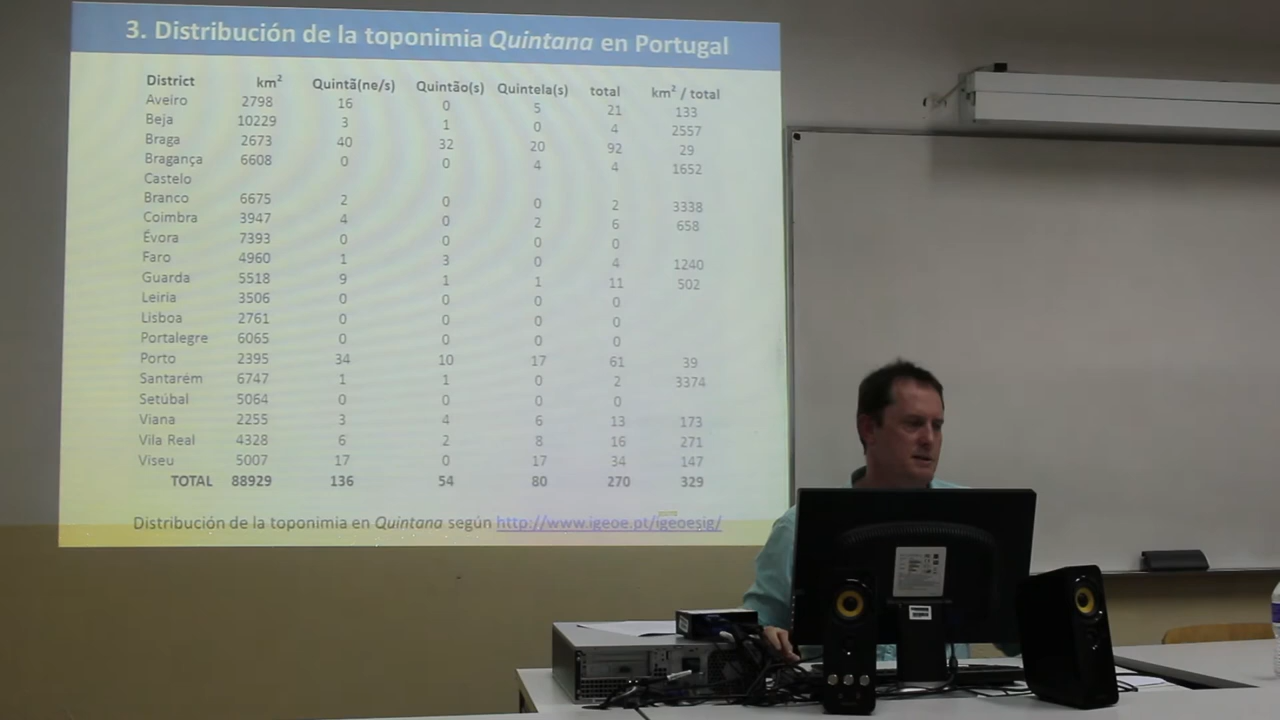 3. Distribución de la toponimia Quintana en Portugal
District km² Quintã(ne/s) Quintão(s) Quintela(s) total km² / total
Aveiro 2798 16 0 5 21 133
Beja 10229 3 1 0 4 2557
Braga 2673 40 32 20 92 29
Bragança 6608 0 0 4 4 1652
Castelo
Branco 6675 2 0 0 2 3338
Coimbra 3947 4 0 2 6 658
Évora 7393 0 0 0 0
Faro 4960 1 3 0 4 1240
Guarda 5518 9 1 1 11 502
Leiria 3506 0 0 0 0
Lisboa 2761 0 0 0 0
Portalegre 6065 0 0 0 0
Porto 2395 34 10 17 61 39
Santarém 6747 1 1 0 2 3374
Setúbal 5064 0 0 0 0
Viana 2255 3 4 6 13 173
Vila Real 4328 6 2 8 16 271
Viseu 5007 17 0 17 34 147
TOTAL 88929 136 54 80 270 329
Distribución de la toponimia en Quintana según http://www.igeoe.pt/igeoesig/